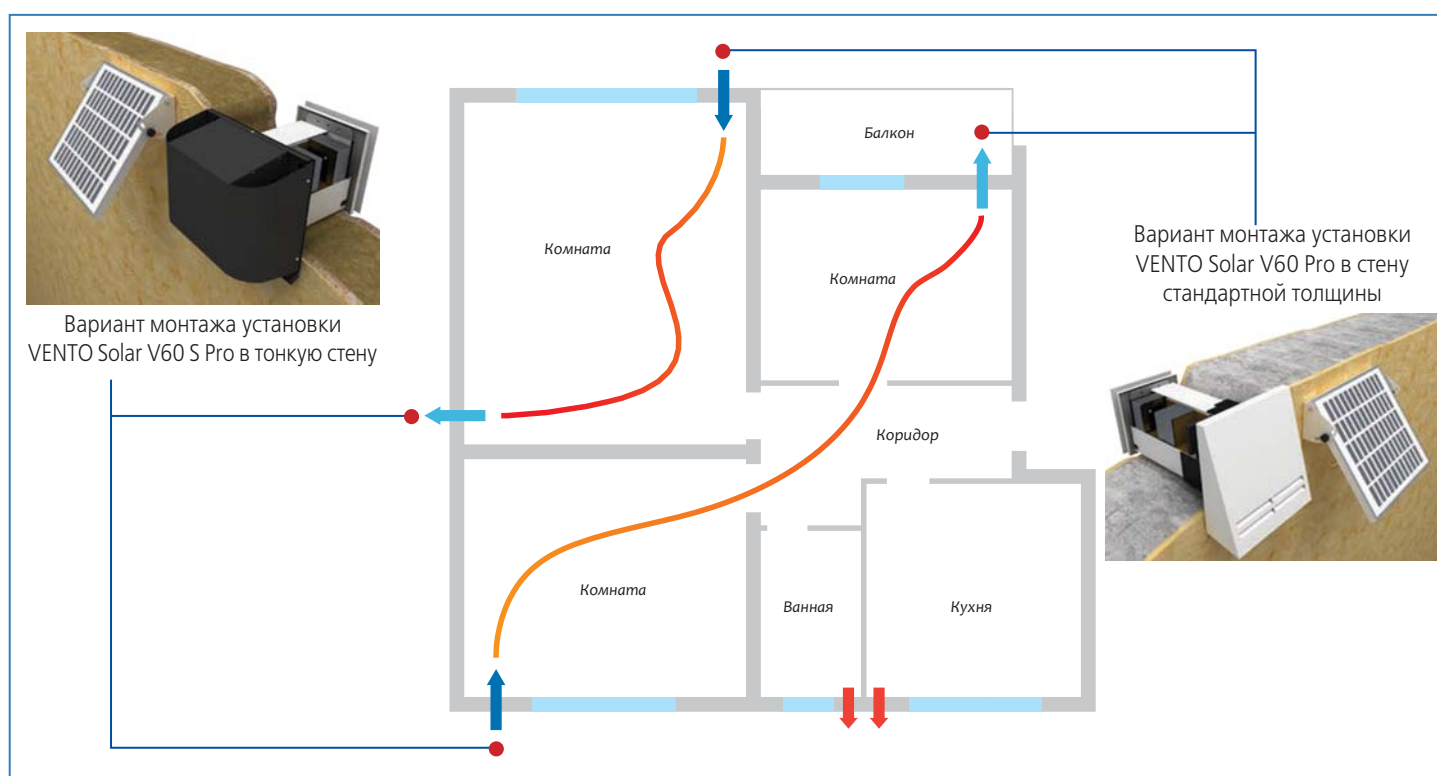 Вариант монтажа установки
VENTO Solar V60 S Pro в тонкую стену
Балкон
Вариант монтажа установки
VENTO Solar V60 Pro в стену
стандартной толщины
Комната
Комната
Коридор
Комната
Ванная
Кухня